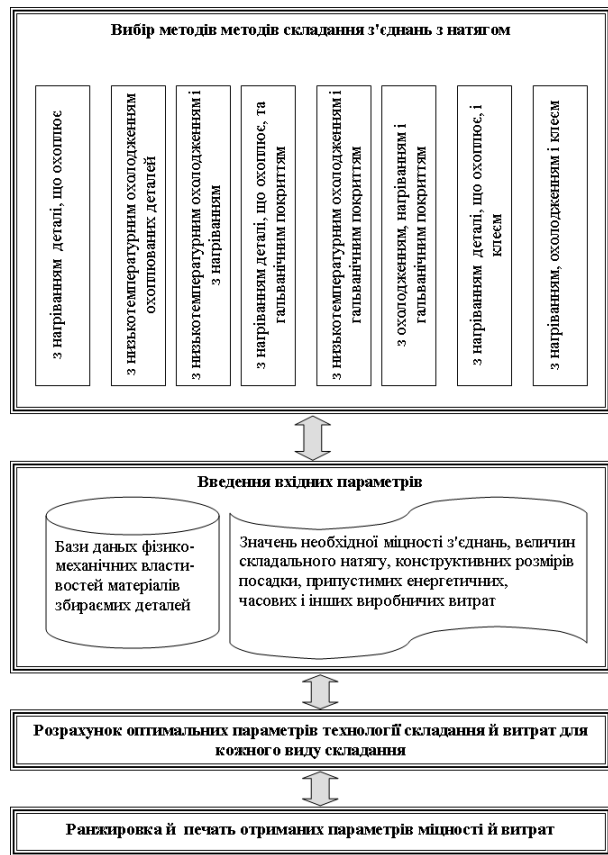 Вибір методів методів складання з'єднань з натягом
з нагріванням деталі, що охоплює
з низькотемпературним охолодженням
охоплюваних деталей
з низькотемпературним охолодженням і
з нагріванням
з нагріванням деталі, що охоплює, та
гальванічним покриттям
з низькотемпературним охолодженням і
гальванічним покриттям
з охолодженням, нагріванням і
гальванічним покриттям
з нагріванням деталі, що охоплює, і
клеєм
з нагріванням, охолодженням і клеєм
Введення вхідних параметрів
Бази даных фізико-
механічних власти-
востей матеріалів
збираємих деталей
Значень необхідної міцності з'єднань, величин
складального натягу, конструктивних розмірів
посадки, припустимих енергетичних,
часових і інших виробничих витрат
Розрахунок оптимальних параметрів технології складання й витрат для
кожного виду складання
Ранжировка й печать отриманих параметрів міцності й витрат